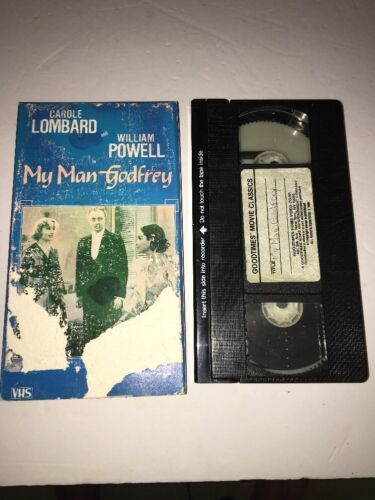 CAROLE
LOMBARD
and
WILLIAM
POWELL
My Man Godfrey
VHS
Insert this side into recorder
Do not touch the tape inside
GOODTIMES' MOVIE CLASSICS
TITLE: